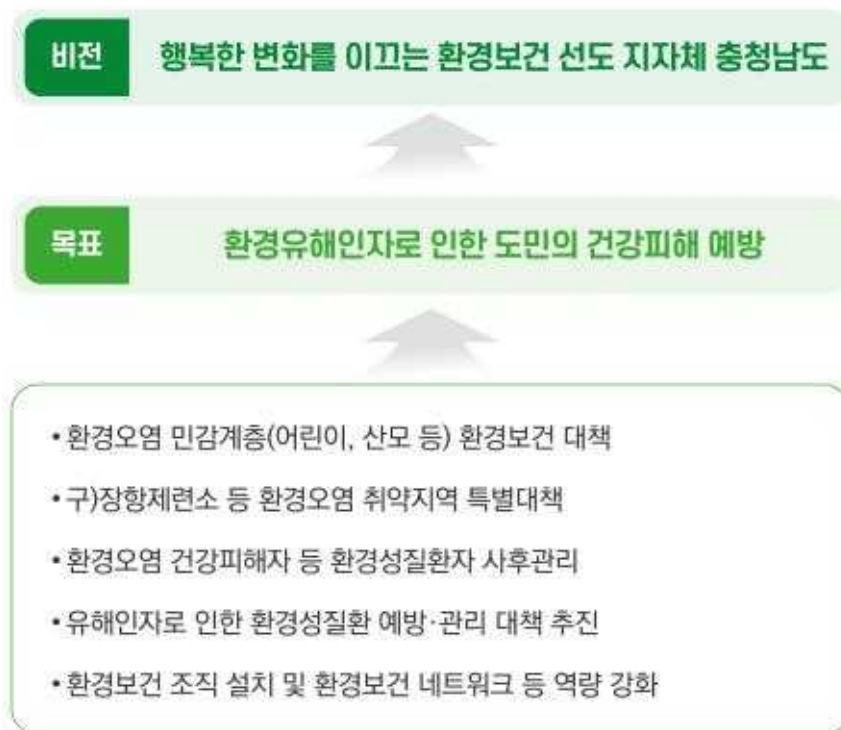 비전 행복한 변화를 이끄는 환경보건 선도 지자체 충청남도
목표 환경유해인자로 인한 도민의 건강피해 예방
• 환경오염 민감계층(어린이, 산모 등) 환경보건 대책
• 구)장항제련소 등 환경오염 취약지역 특별대책
• 환경오염 건강피해자 등 환경성질환자 사후관리
• 유해인자로 인한 환경성질환 예방·관리 대책 추진
• 환경보건 조직 설치 및 환경보건 네트워크 등 역량 강화